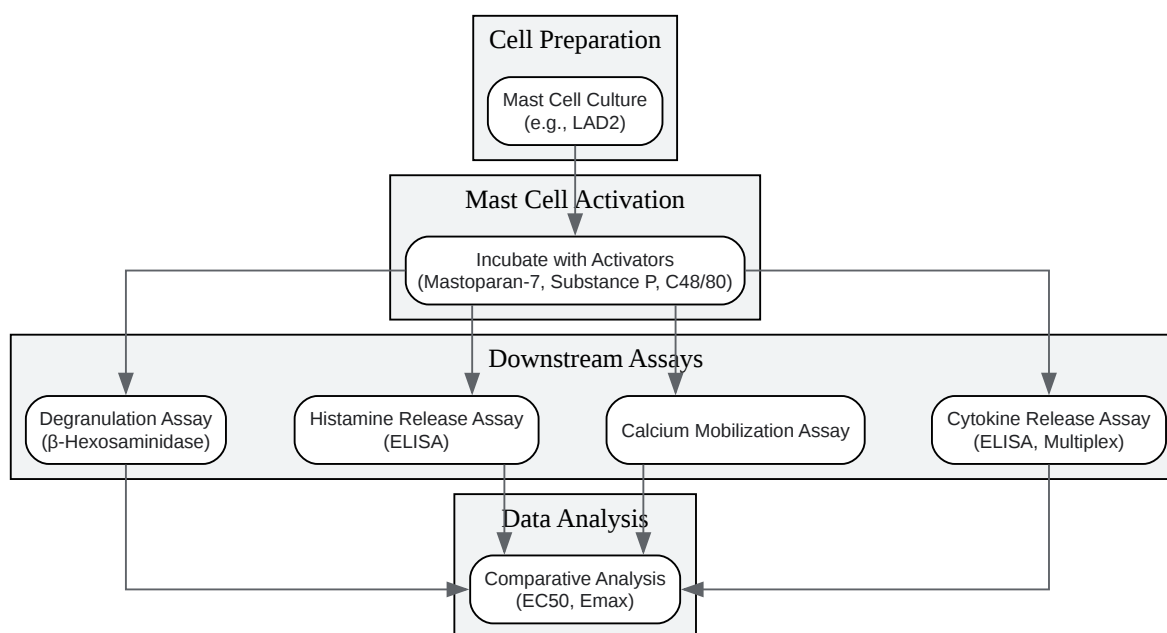 Cell Preparation
Mast Cell Culture
(e.g., LAD2)
Mast Cell Activation
Incubate with Activators
(Mastoparan-7, Substance P, C48/80)
Downstream Assays
Degranulation Assay
(β-Hexosaminidase)
Histamine Release Assay
(ELISA)
Calcium Mobilization Assay
Cytokine Release Assay
(ELISA, Multiplex)
Data Analysis
Comparative Analysis
(EC50, Emax)